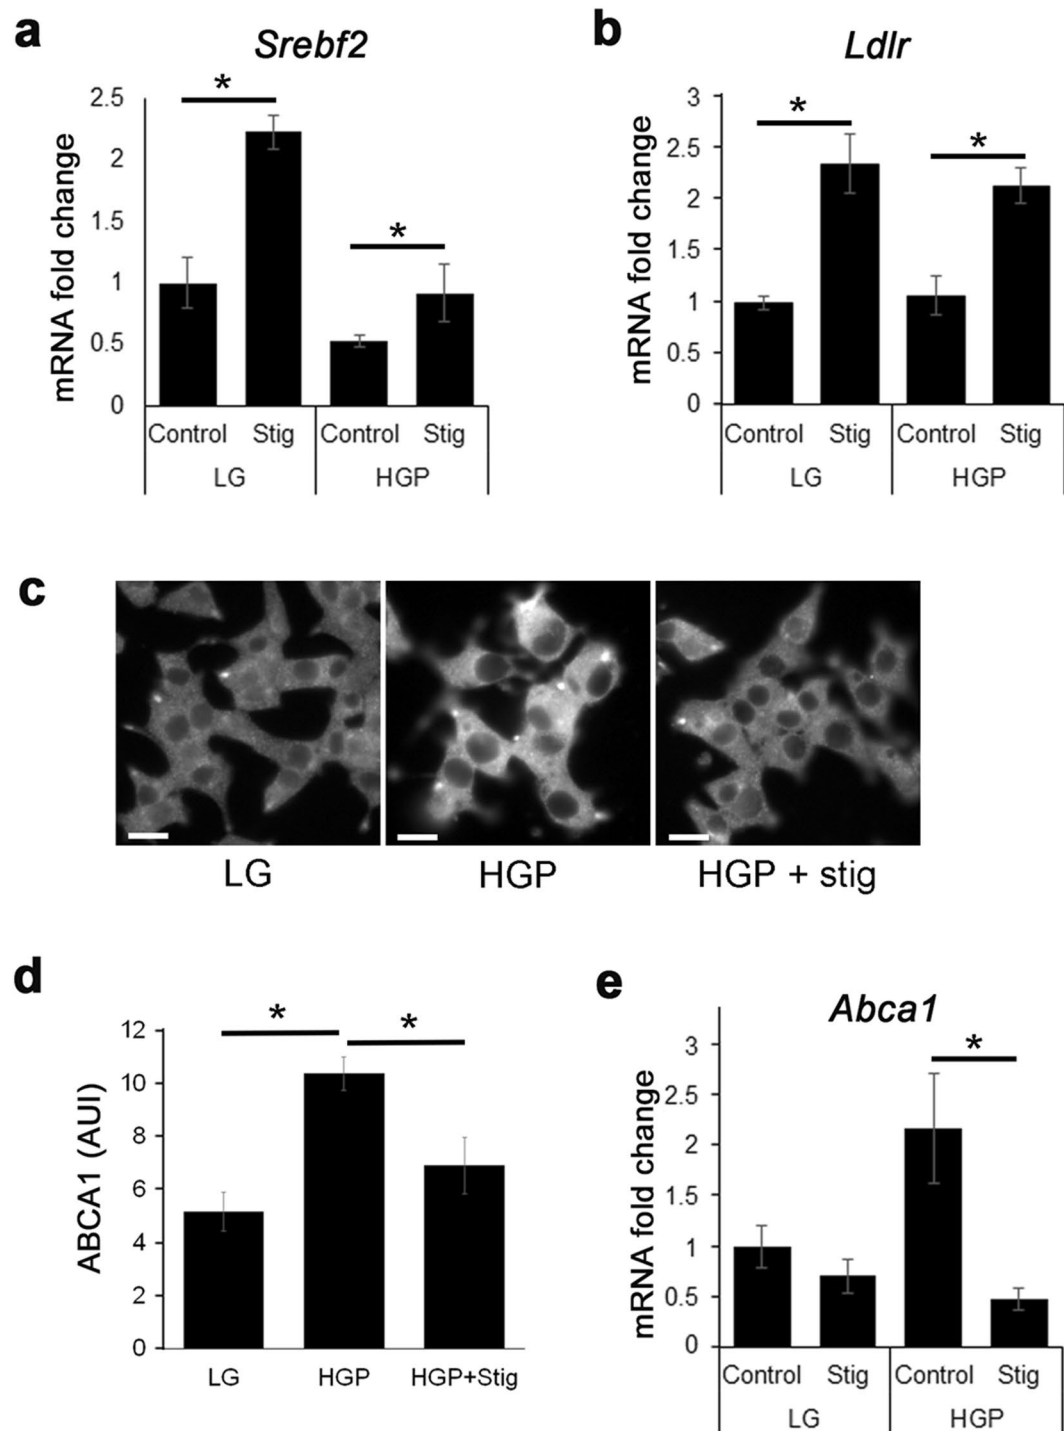 a
Srebf2
*
*
mRNA fold change
2.5
2
1.5
1
0.5
0
Control Stig Control Stig
LG HGP
b
Ldlr
*
*
mRNA fold change
3
2.5
2
1.5
1
0.5
0
Control Stig Control Stig
LG HGP
c
LG HGP HGP + stig
d
*
*
ABCA1 (AUI)
12
10
8
6
4
2
0
LG HGP HGP+Stig
e
Abca1
*
mRNA fold change
3
2.5
2
1.5
1
0.5
0
Control Stig Control Stig
LG HGP